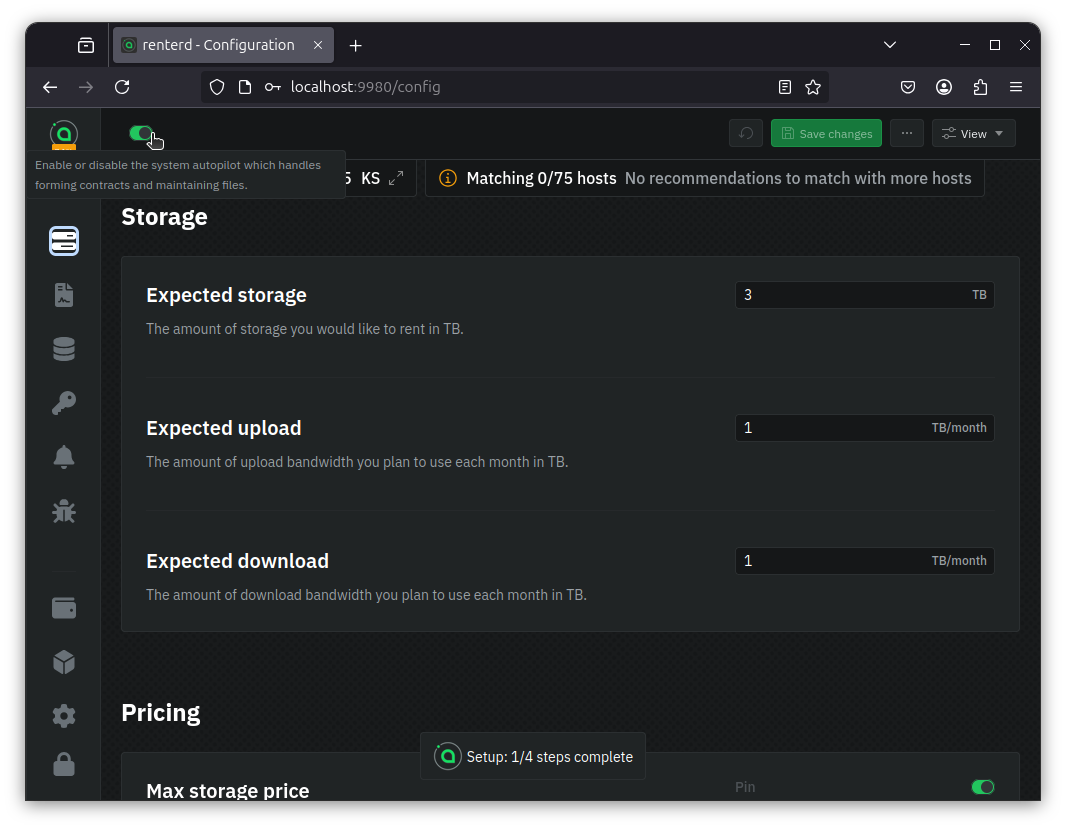 renterd - Configuration
localhost:9980/config
Save changes
View
Enable or disable the system autopilot which handles
forming contracts and maintaining files.
5 KS
Matching 0/75 hosts No recommendations to match with more hosts
Storage
Expected storage
3 TB
The amount of storage you would like to rent in TB.
Expected upload
1 TB/month
The amount of upload bandwidth you plan to use each month in TB.
Expected download
1 TB/month
The amount of download bandwidth you plan to use each month in TB.
Pricing
Setup: 1/4 steps complete
Max storage price
Pin